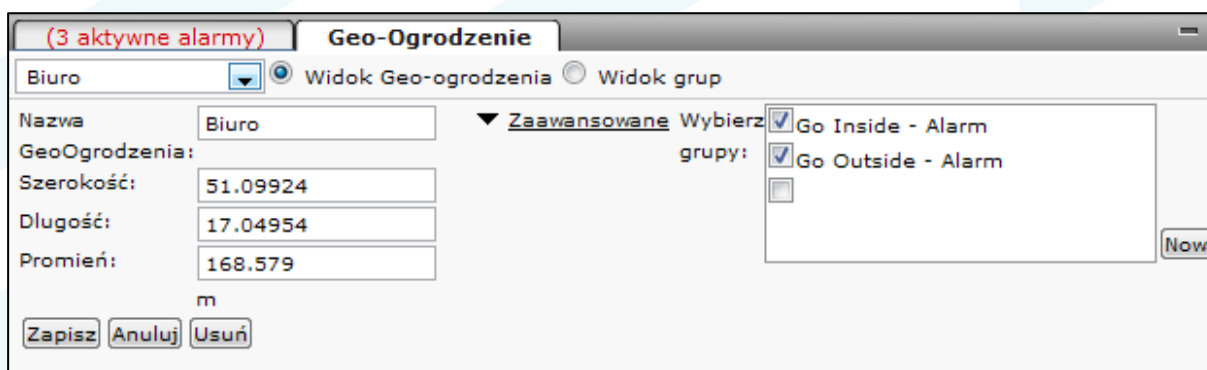 (3 aktywne alarmy) Geo-Ogrodzenie
Biuro Widok Geo-ogrodzenia Widok grup
Nazwa GeoOgrodzenia: Biuro
Zaawansowane Wybierz grupy:
Go Inside - Alarm
Go Outside - Alarm
Szerokość: 51.09924
Dlugość: 17.04954
Promień: 168.579
m
Now
Zapisz Anuluj Usuń